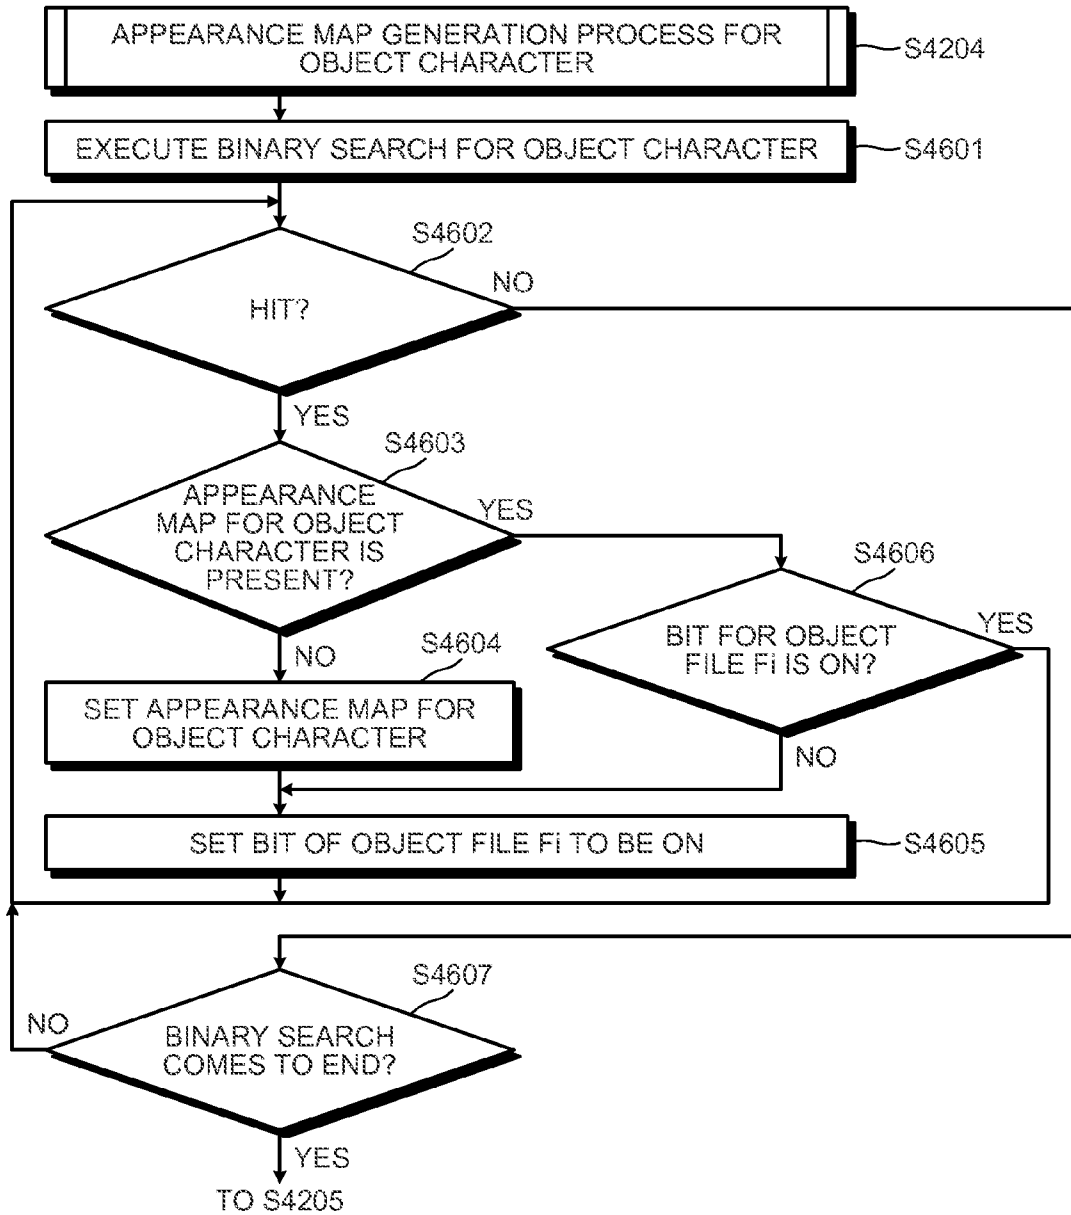 APPEARANCE MAP GENERATION PROCESS FOR
OBJECT CHARACTER
S4204
EXECUTE BINARY SEARCH FOR OBJECT CHARACTER
S4601
S4602
NO
HIT?
YES
S4603
APPEARANCE
MAP FOR OBJECT
CHARACTER IS
PRESENT?
YES
S4606
BIT FOR OBJECT
FILE Fi IS ON?
YES
NO
S4604
SET APPEARANCE MAP FOR
OBJECT CHARACTER
NO
SET BIT OF OBJECT FILE Fi TO BE ON
S4605
S4607
NO
BINARY SEARCH
COMES TO END?
YES
TO S4205